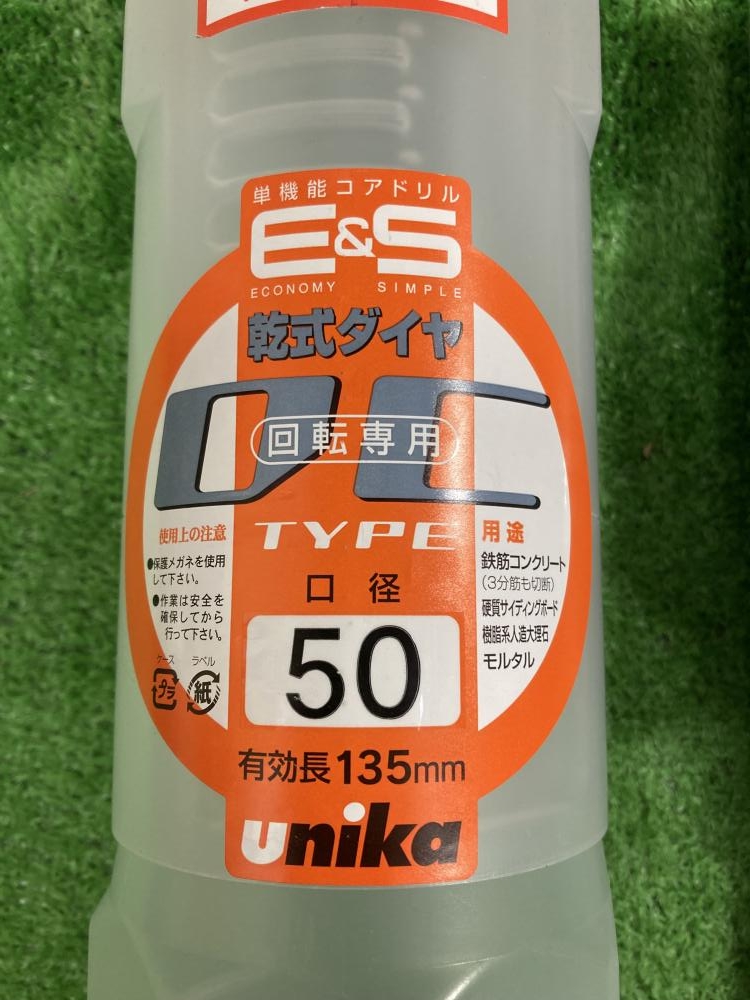 単機能コアドリル
E&S
ECONOMY SIMPLE
乾式ダイヤ
DC
回転専用
TYPE
口径
50
有効長135mm
unika
使用上の注意
●保護メガネを使用
して下さい。
●作業は安全を
確保してから
行って下さい。
ケース ラベル
プラ 紙
用途
鉄筋コンクリート
(3分筋も切断)
硬質サイディングボード
樹脂系人造大理石
モルタル